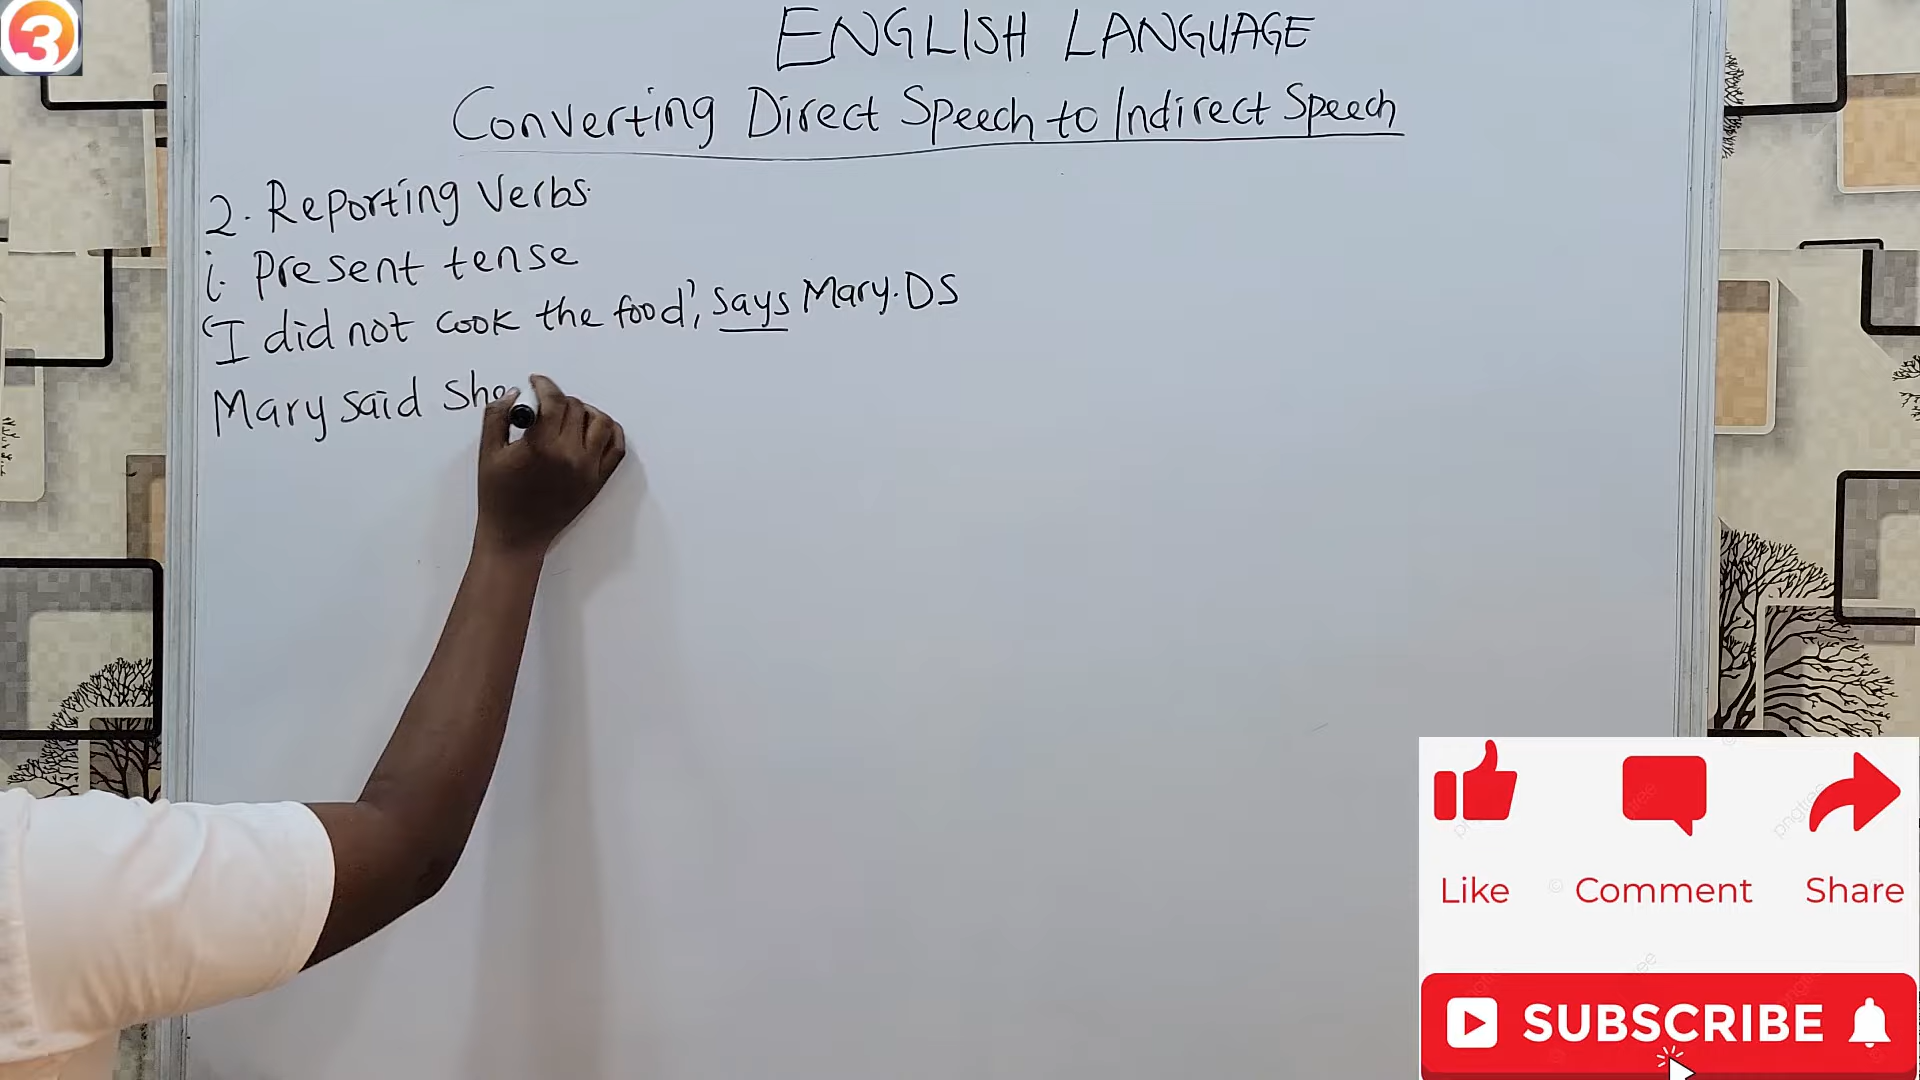 3
ENGLISH LANGUAGE
Converting Direct Speech to Indirect Speech
2. Reporting Verbs.
i. Present tense
'I did not cook the food', says Mary. DS
Mary said She
Like
Comment
Share
SUBSCRIBE